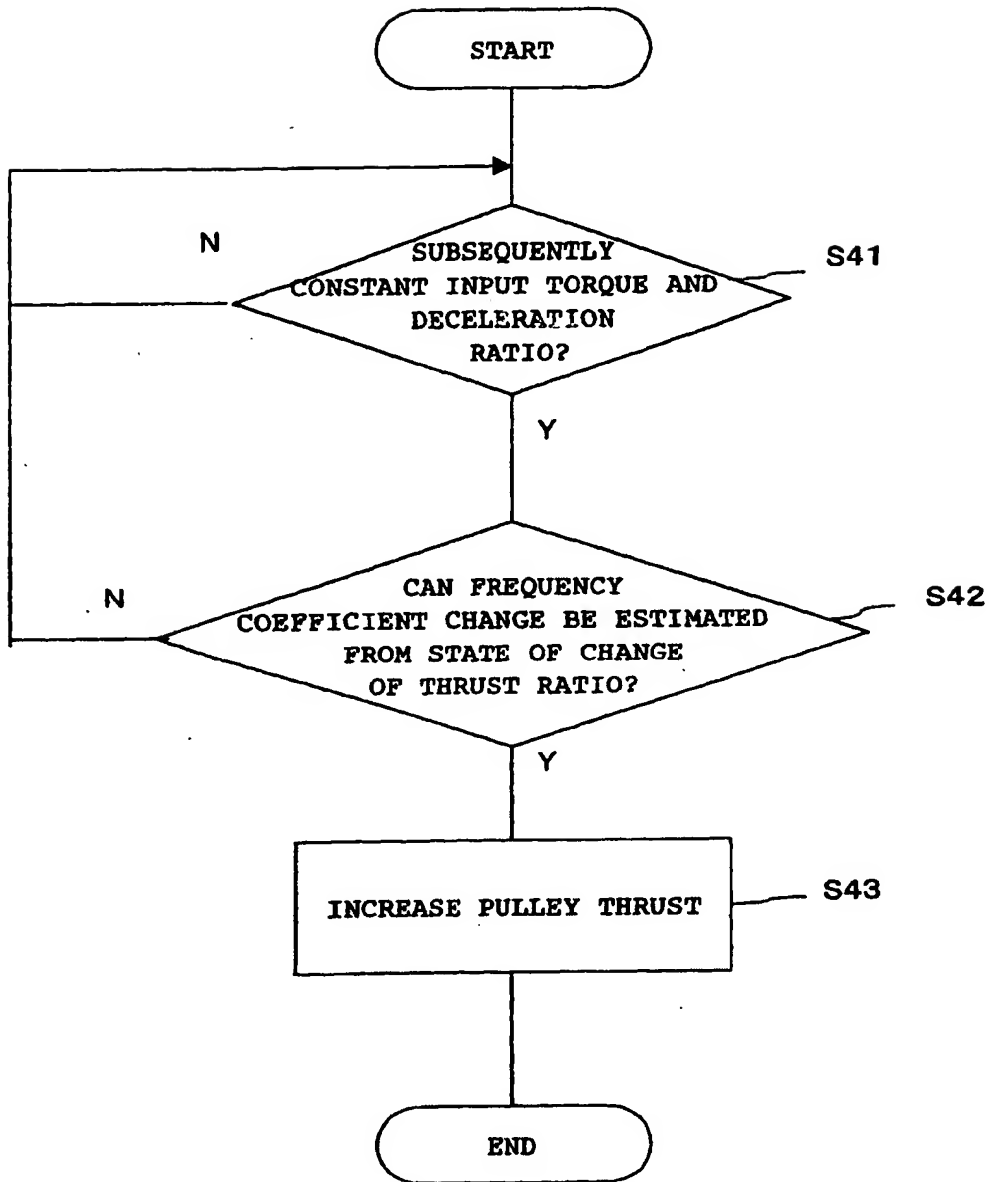 START
N
SUBSEQUENTLY
CONSTANT INPUT TORQUE AND
DECELERATION
RATIO?
S41
Y
N
CAN FREQUENCY
COEFFICIENT CHANGE BE ESTIMATED
FROM STATE OF CHANGE
OF THRUST RATIO?
S42
Y
INCREASE PULLEY THRUST
S43
END